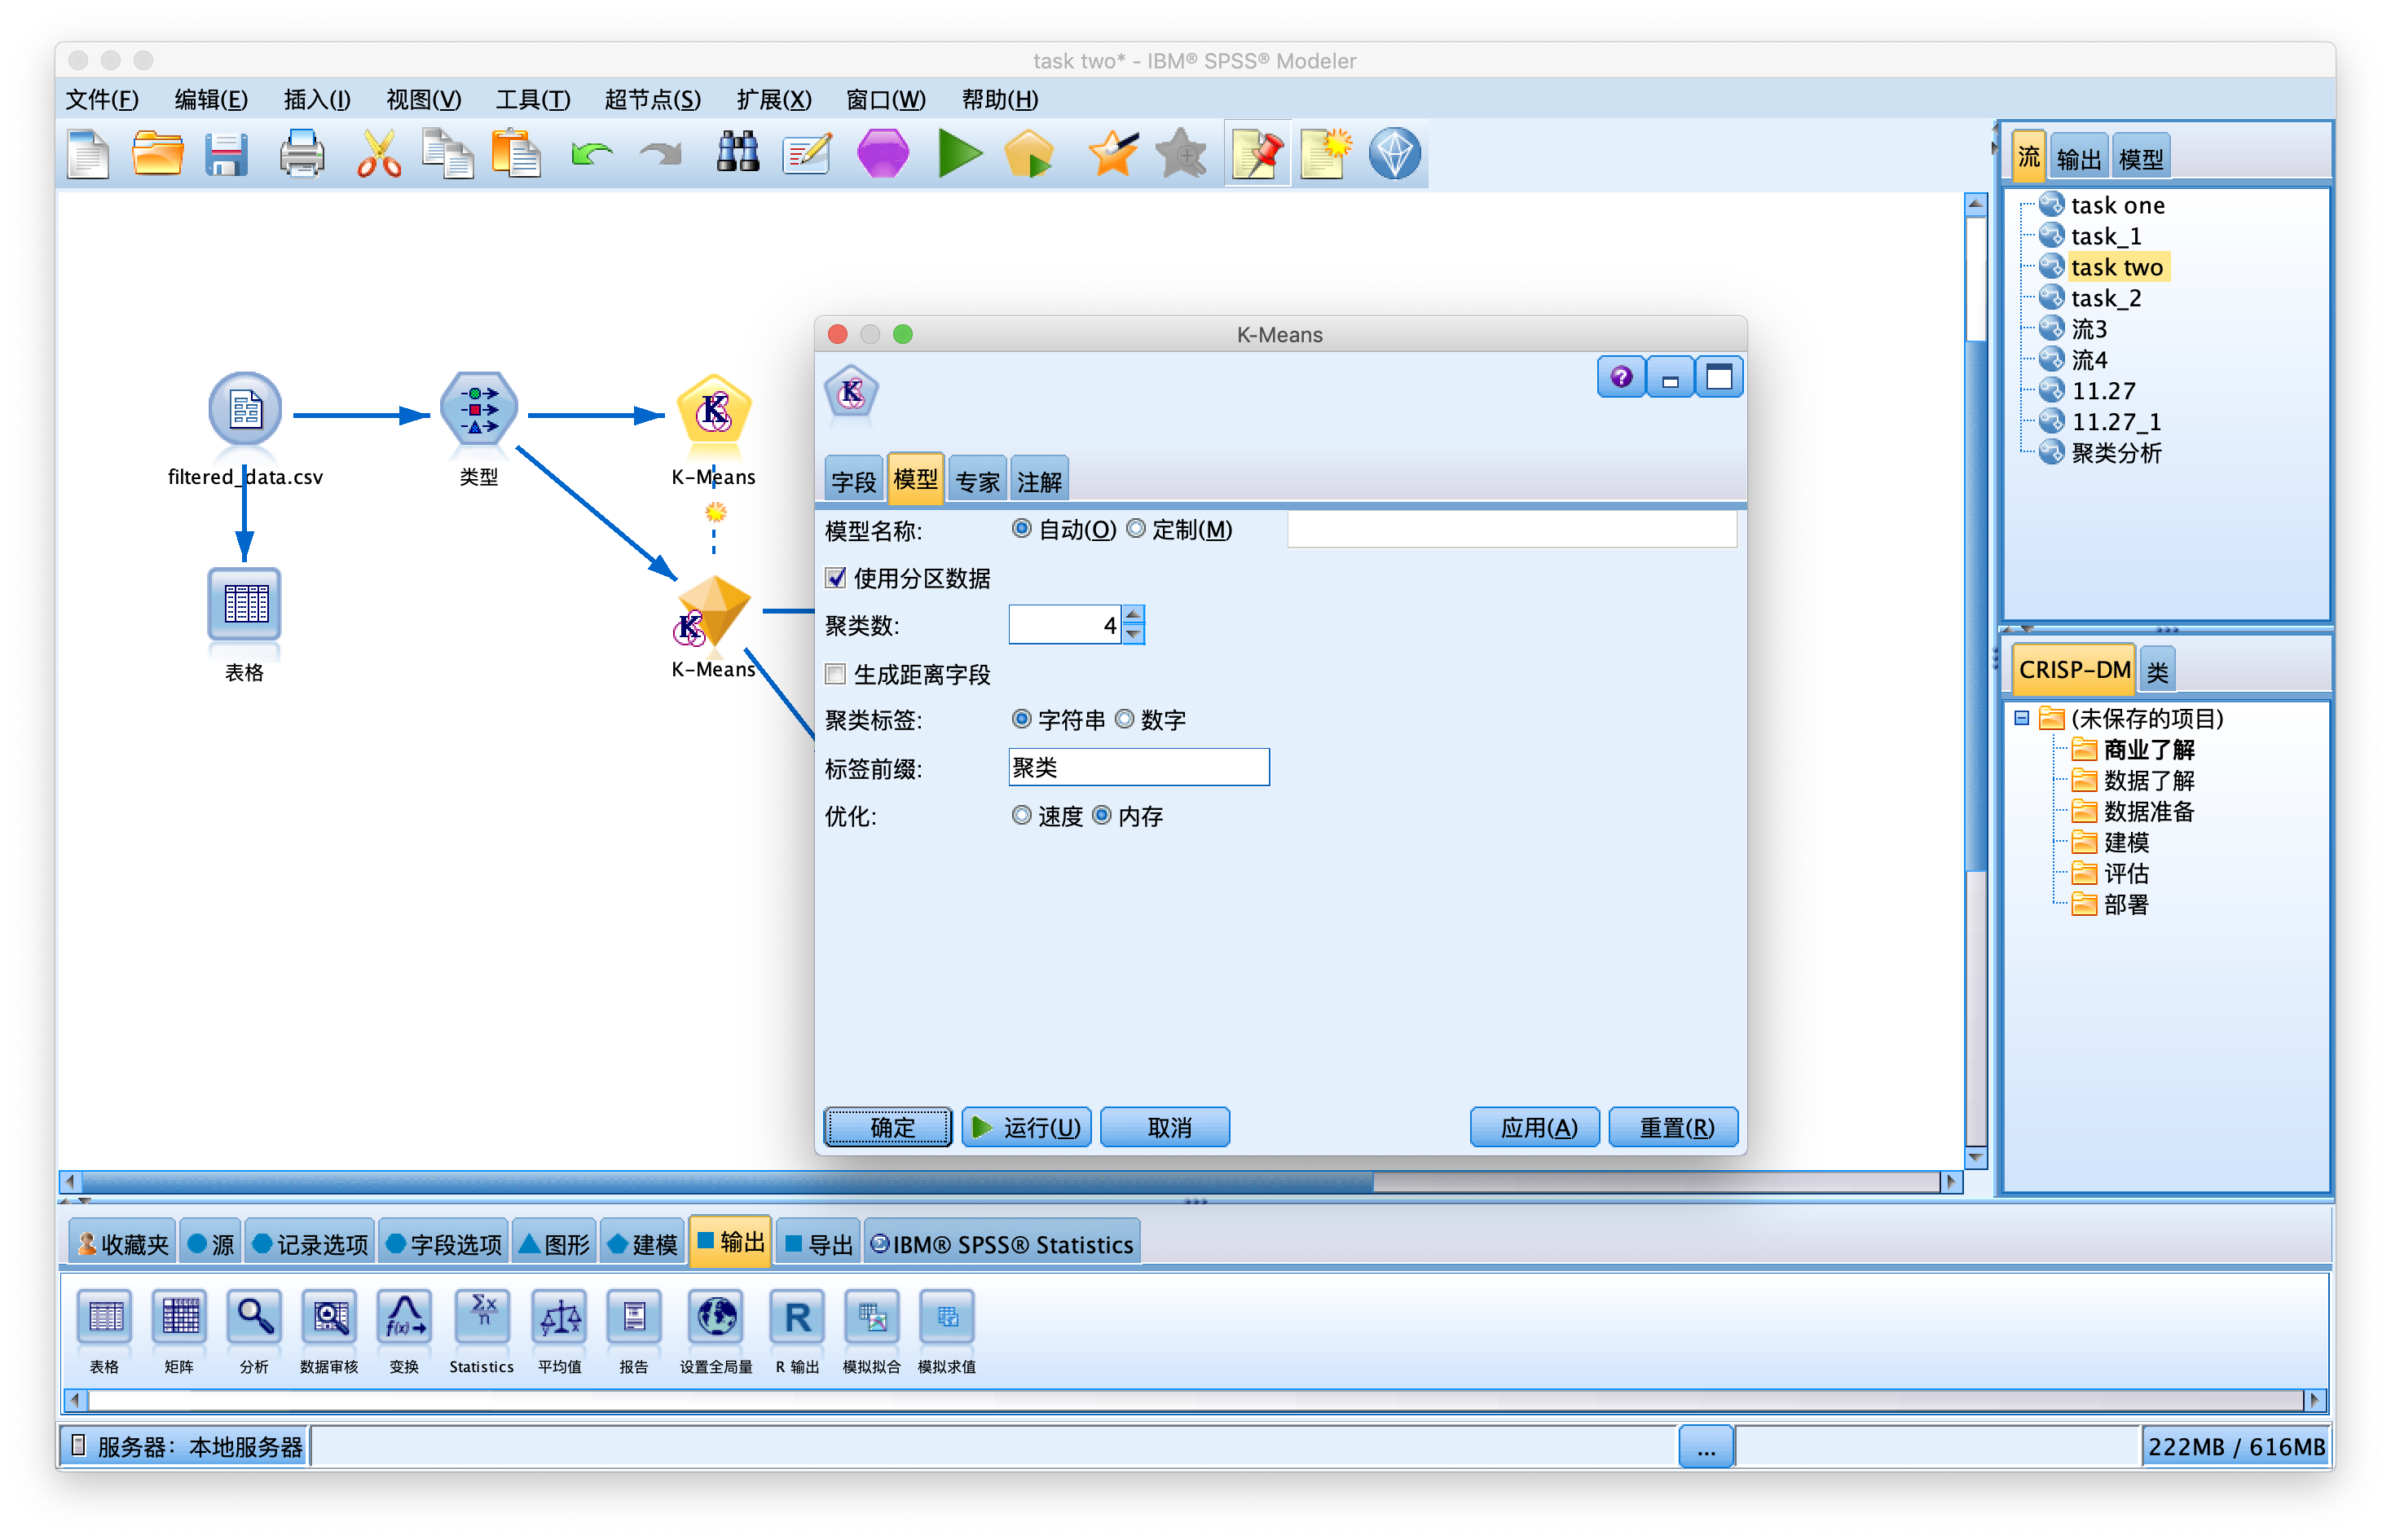 task two* - IBM® SPSS® Modeler
文件(F) 编辑(E) 插入(I) 视图(V) 工具(T) 超节点(S) 扩展(X) 窗口(W) 帮助(H)
流 输出 模型
task one
task_1
task two
task_2
流3
流4
11.27
11.27_1
聚类分析
filtered_data.csv
类型
K-Means
表格
K-Means
K-Means
K
字段 模型 专家 注解
模型名称: 自动(O) 定制(M)
使用分区数据
聚类数: 4
生成距离字段
聚类标签: 字符串 数字
标签前缀: 聚类
优化: 速度 内存
确定 运行(U) 取消 应用(A) 重置(R)
CRISP-DM 类
(未保存的项目)
商业了解
数据了解
数据准备
建模
评估
部署
收藏夹 源 记录选项 字段选项 图形 建模 输出 导出 IBM® SPSS® Statistics
表格 矩阵 分析 数据审核 变换 Statistics 平均值 报告 设置全局量 R 输出 模拟拟合 模拟求值
服务器: 本地服务器 ... 222MB / 616MB